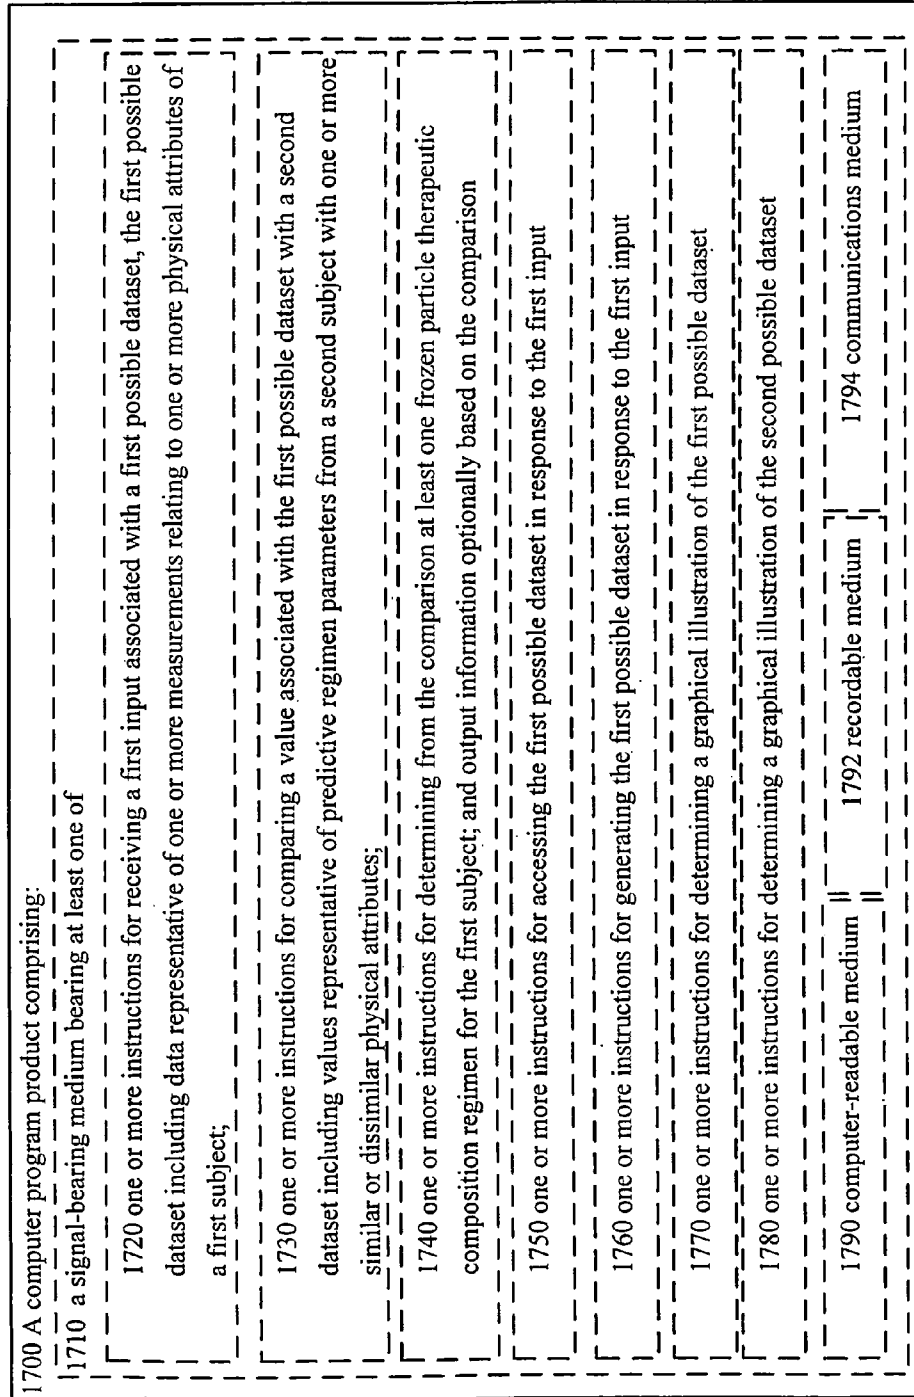 1700 A computer program product comprising:
1710 a signal-bearing medium bearing at least one of
1720 one or more instructions for receiving a first input associated with a first possible dataset, the first possible
dataset including data representative of one or more measurements relating to one or more physical attributes of
a first subject;
1730 one or more instructions for comparing a value associated with the first possible dataset with a second
dataset including values representative of predictive regimen parameters from a second subject with one or more
similar or dissimilar physical attributes;
1740 one or more instructions for determining from the comparison at least one frozen particle therapeutic
composition regimen for the first subject; and output information optionally based on the comparison
1750 one or more instructions for accessing the first possible dataset in response to the first input
1760 one or more instructions for generating the first possible dataset in response to the first input
1770 one or more instructions for determining a graphical illustration of the first possible dataset
1780 one or more instructions for determining a graphical illustration of the second possible dataset
1790 computer-readable medium
1792 recordable medium
1794 communications medium